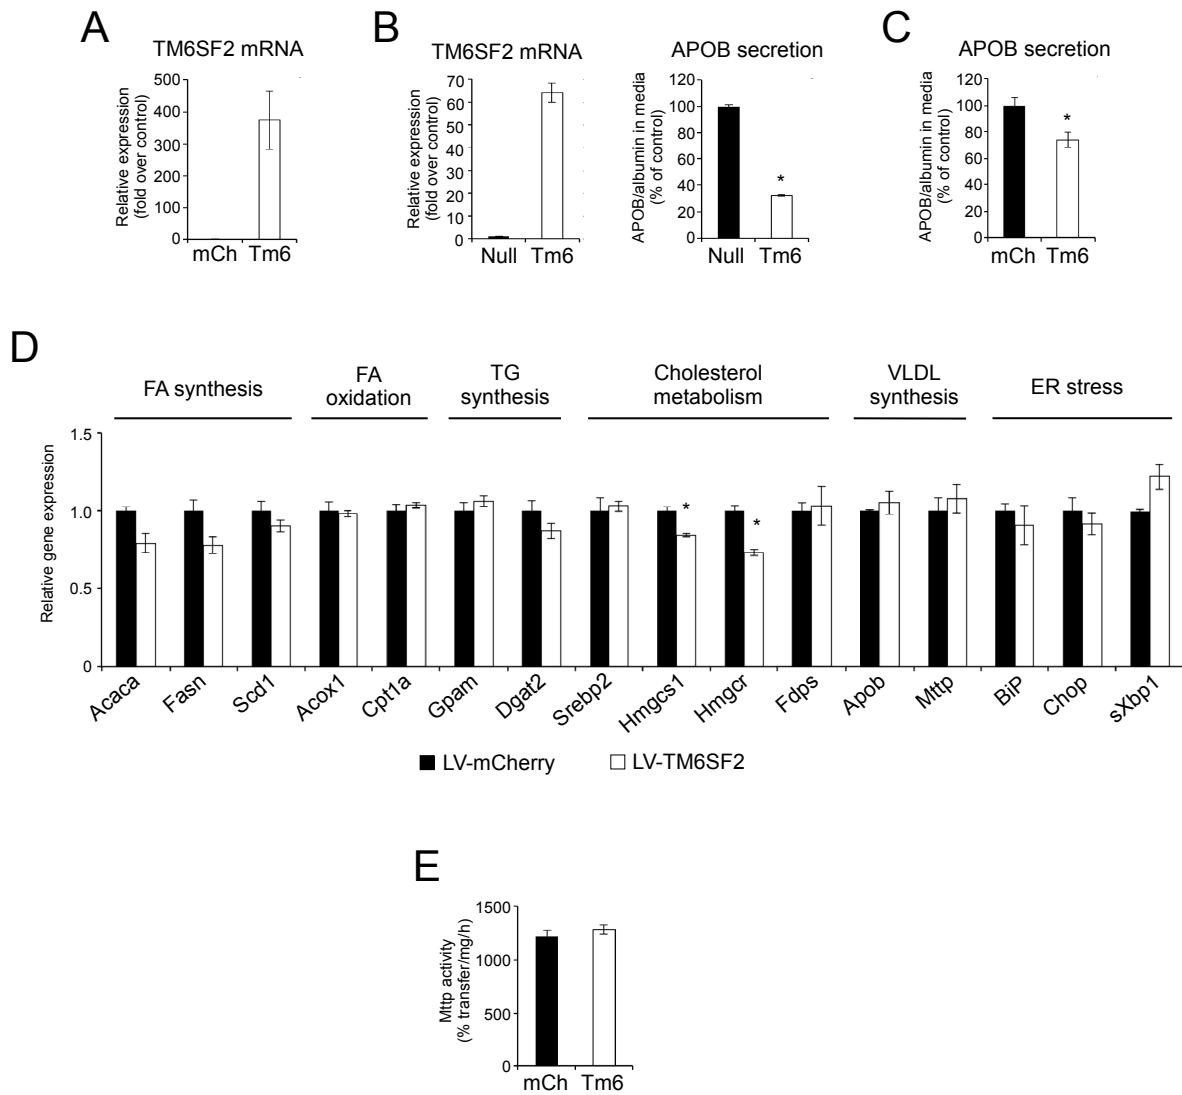 A
TM6SF2 mRNA
Relative expression
(fold over control)
500
400
300
200
100
0
mCh Tm6
B
TM6SF2 mRNA
Relative expression
(fold over control)
70
60
50
40
30
20
10
0
Null Tm6
APOB secretion
APOB/albumin in media
(% of control)
120
100
80
60
40
20
0
*
Null Tm6
C
APOB secretion
APOB/albumin in media
(% of control)
120
100
80
60
40
20
0
*
mCh Tm6
D
FA synthesis
FA
oxidation
TG
synthesis
Cholesterol
metabolism
VLDL
synthesis
ER stress
Relative gene expression
1.5
1.0
0.5
0
*
*
Acaca
Fasn
Scd1
Acox1
Cpt1a
Gpam
Dgat2
Srebp2
Hmgcs1
Hmgcr
Fdps
Apob
Mttp
BiP
Chop
sXbp1
LV-mCherry
LV-TM6SF2
E
Mttp activity
(% transfer/mg/h)
1500
1000
500
0
mCh Tm6